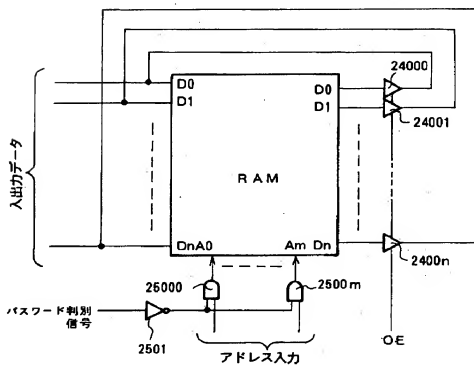 24000
D0
D0
D1
D1
24001
入出力データ
RAM
DnA0
Am Dn
2400n
26000
2500m
パスワード判別
信号
2501
アドレス入力
OE